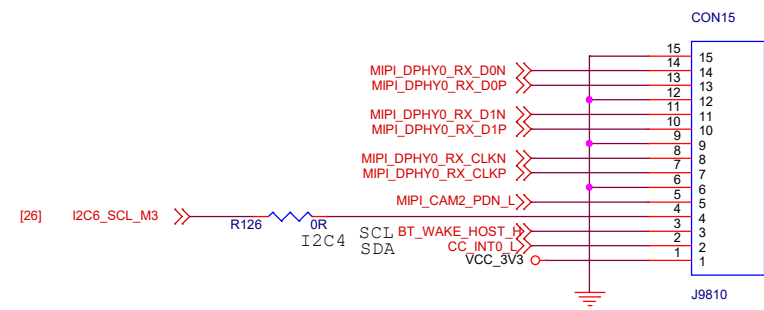 CON15
15 15
MIPI_DPHY0_RX_D0N 14 14
MIPI_DPHY0_RX_D0P 13 13
12 12
MIPI_DPHY0_RX_D1N 11 11
MIPI_DPHY0_RX_D1P 10 10
9 9
MIPI_DPHY0_RX_CLKN 8 8
MIPI_DPHY0_RX_CLKP 7 7
6 6
MIPI_CAM2_PDN_L 5 5
[26] I2C6_SCL_M3 R126 0R 4 4
I2C4 SCL BT_WAKE_HOST_H 3 3
SDA CC_INT0_L 2 2
VCC_3V3 1 1
J9810